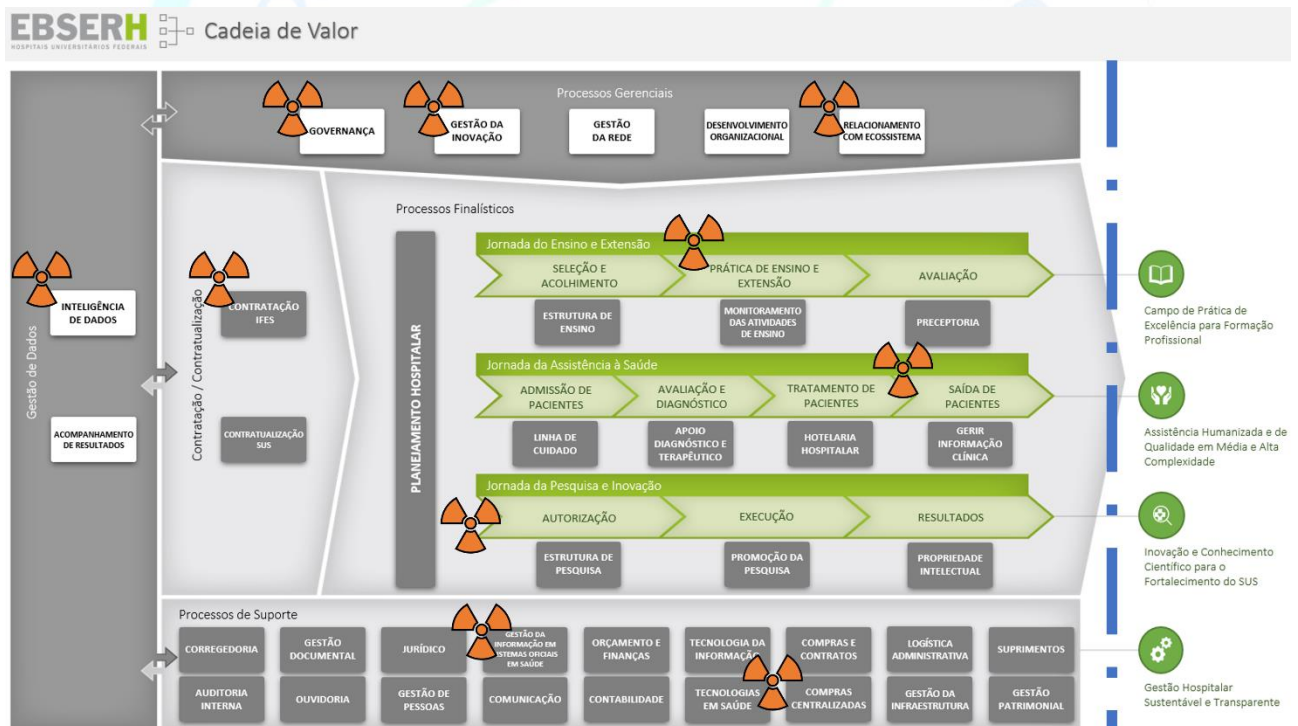 EBSERH
HOSPITAIS UNIVERSITÁRIOS FEDERAIS
Cadeia de Valor
Processos Gerenciais
GOVERNANÇA
GESTÃO DA
INOVAÇÃO
GESTÃO
DA REDE
DESENVOLVIMENTO
ORGANIZACIONAL
RELACIONAMENTO
COM ECOSSISTEMA
Gestão de Dados
INTELIGÊNCIA
DE DADOS
ACOMPANHAMENTO
DE RESULTADOS
Contratação / Contratualização
CONTRATAÇÃO
IFES
CONTRATUALIZAÇÃO
SUS
Processos Finalísticos
PLANEJAMENTO HOSPITALAR
Jornada do Ensino e Extensão
SELEÇÃO E
ACOLHIMENTO
PRÁTICA DE ENSINO E
EXTENSÃO
AVALIAÇÃO
ESTRUTURA DE
ENSINO
MONITORAMENTO
DAS ATIVIDADES
DE ENSINO
PRECEPTORIA
Jornada da Assistência à Saúde
ADMISSÃO DE
PACIENTES
AVALIAÇÃO E
DIAGNÓSTICO
TRATAMENTO DE
PACIENTES
SAÍDA DE
PACIENTES
LINHA DE
CUIDADO
APOIO
DIAGNÓSTICO E
TERAPÊUTICO
HOTELARIA
HOSPITALAR
GERIR
INFORMAÇÃO
CLÍNICA
Jornada da Pesquisa e Inovação
AUTORIZAÇÃO
EXECUÇÃO
RESULTADOS
ESTRUTURA DE
PESQUISA
PROMOÇÃO DA
PESQUISA
PROPRIEDADE
INTELECTUAL
Campo de Prática de
Excelência para Formação
Profissional
Assistência Humanizada e de
Qualidade em Média e Alta
Complexidade
Inovação e Conhecimento
Científico para o
Fortalecimento do SUS
Gestão Hospitalar
Sustentável e Transparente
Processos de Suporte
CORREGEDORIA
GESTÃO
DOCUMENTAL
JURÍDICO
GESTÃO DA
INFORMAÇÃO EM
SISTEMAS OFICIAIS
EM SAÚDE
ORÇAMENTO E
FINANÇAS
TECNOLOGIA DA
INFORMAÇÃO
COMPRAS E
CONTRATOS
LOGÍSTICA
ADMINISTRATIVA
SUPRIMENTOS
AUDITORIA
INTERNA
OUVIDORIA
GESTÃO DE
PESSOAS
COMUNICAÇÃO
CONTABILIDADE
TECNOLOGIAS
EM SAÚDE
COMPRAS
CENTRALIZADAS
GESTÃO DA
INFRAESTRUTURA
GESTÃO
PATRIMONIAL